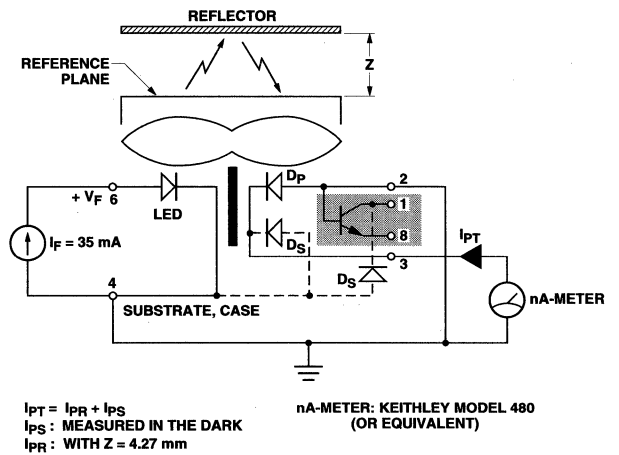 REFLECTOR
REFERENCE
PLANE
Z
DP
2
+ VF 6
1
LED
8
IPT
IF = 35 mA
DS
3
DS
4
nA-METER
SUBSTRATE, CASE
IPT = IPR + IPS
IPS : MEASURED IN THE DARK
IPR : WITH Z = 4.27 mm
nA-METER: KEITHLEY MODEL 480
(OR EQUIVALENT)